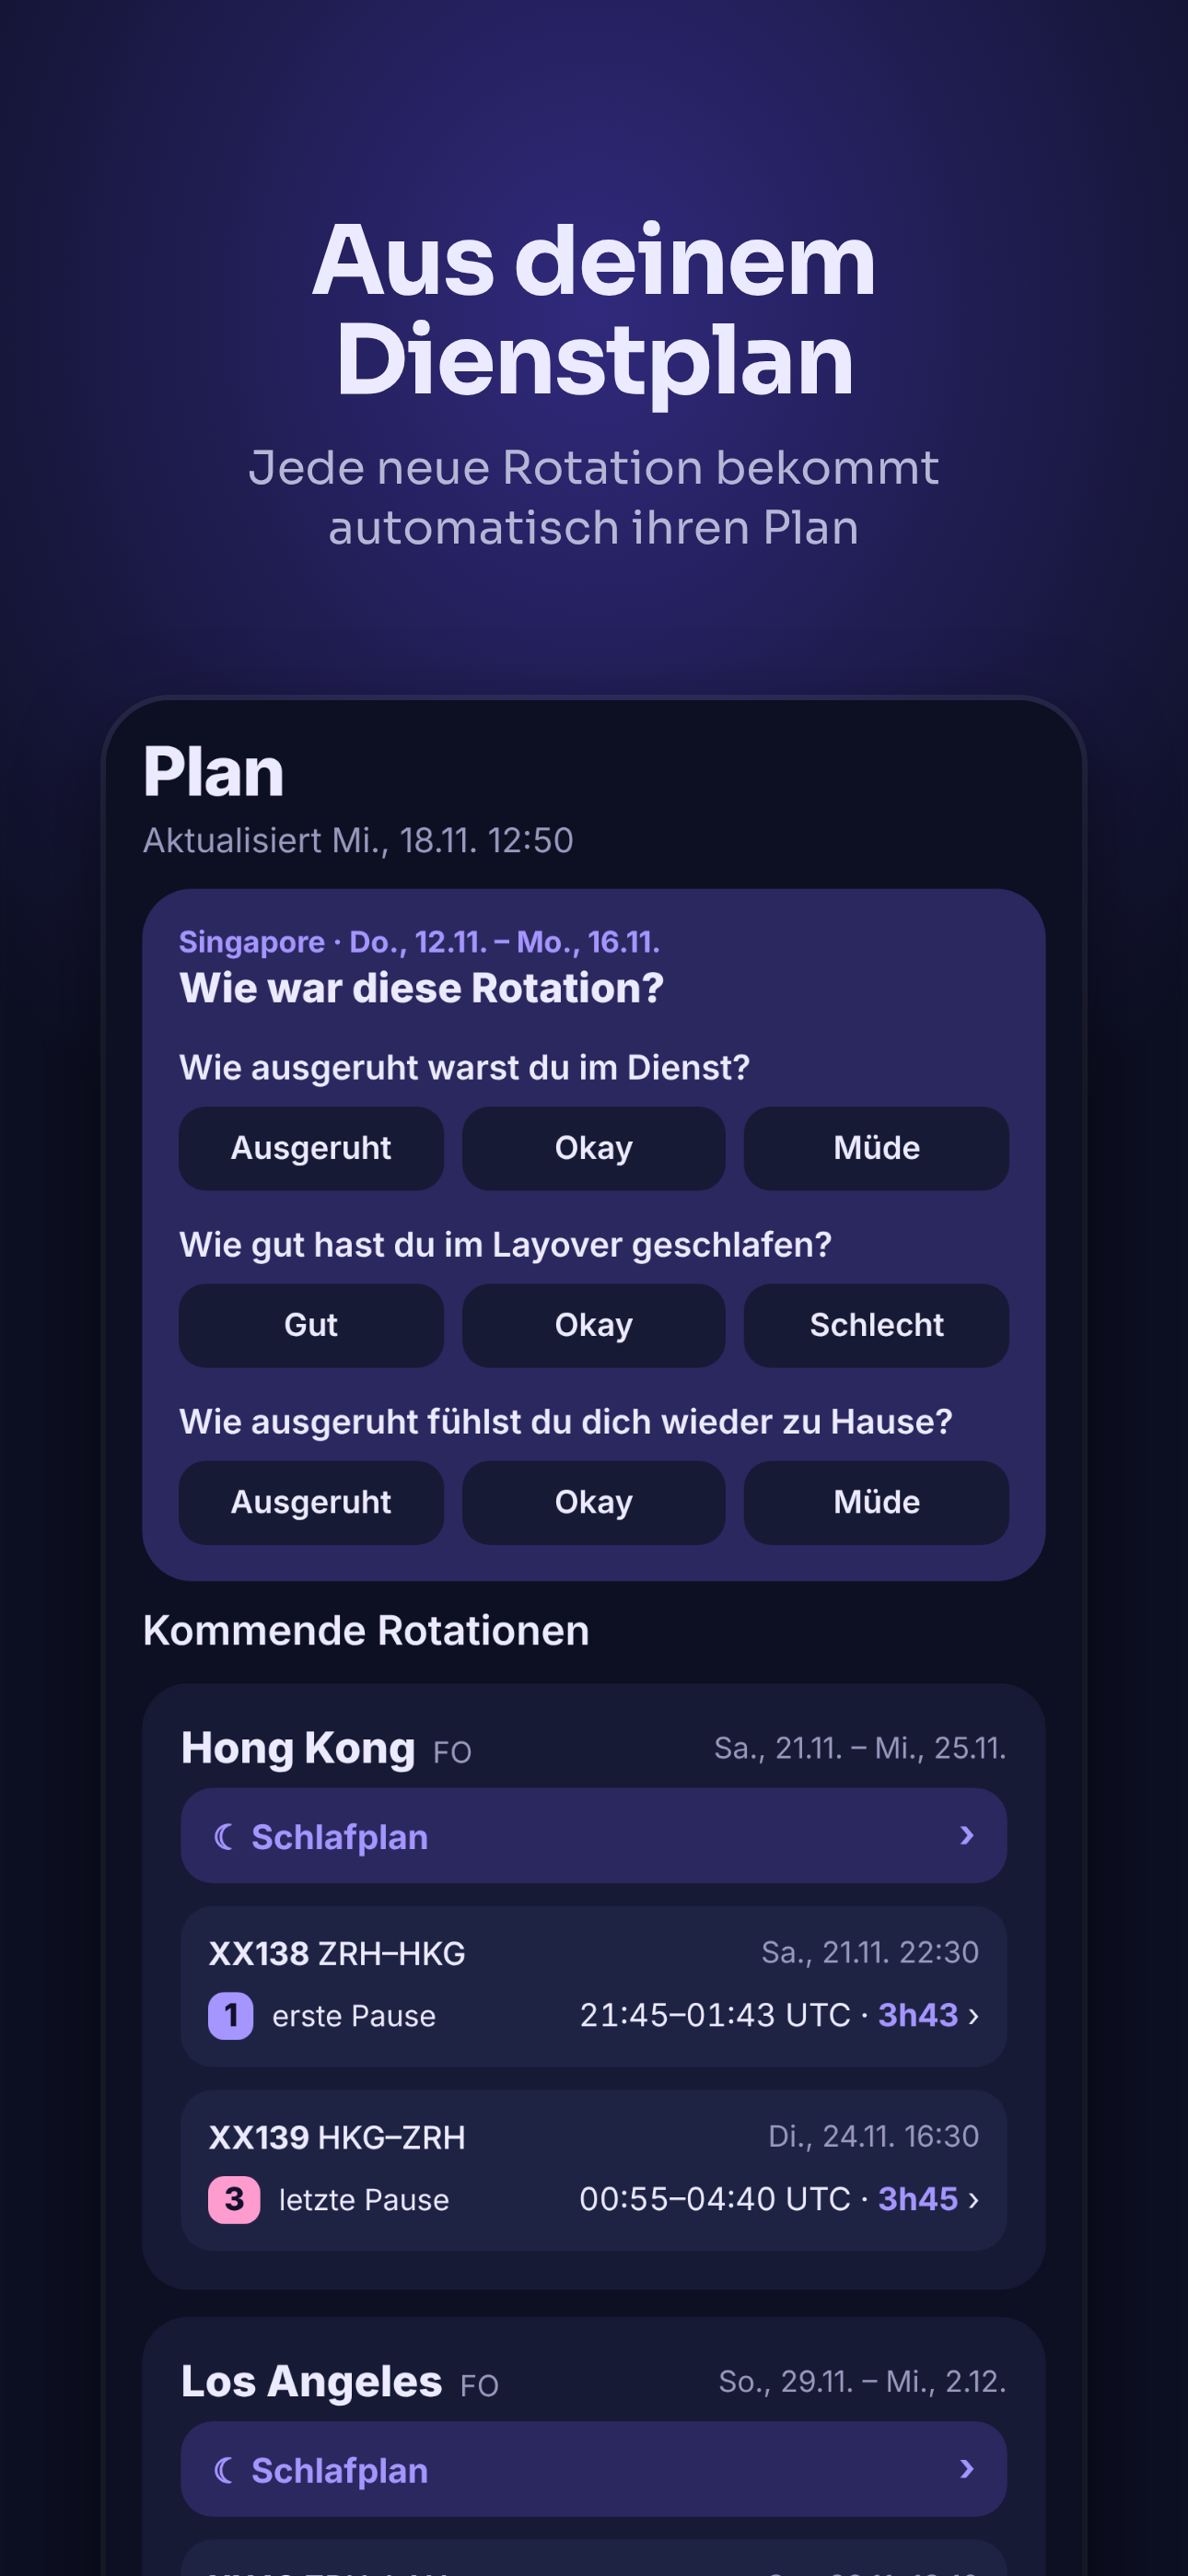 Aus deinem
Dienstplan
Jede neue Rotation bekommt
automatisch ihren Plan
Plan
Aktualisiert Mi., 18.11. 12:50
Singapore · Do., 12.11. – Mo., 16.11.
Wie war diese Rotation?
Wie ausgeruht warst du im Dienst?
Ausgeruht Okay Müde
Wie gut hast du im Layover geschlafen?
Gut Okay Schlecht
Wie ausgeruht fühlst du dich wieder zu Hause?
Ausgeruht Okay Müde
Kommende Rotationen
Hong Kong FO Sa., 21.11. – Mi., 25.11.
☾ Schlafplan ›
XX138 ZRH–HKG Sa., 21.11. 22:30
1 erste Pause 21:45–01:43 UTC · 3h43 ›
XX139 HKG–ZRH Di., 24.11. 16:30
3 letzte Pause 00:55–04:40 UTC · 3h45 ›
Los Angeles FO So., 29.11. – Mi., 2.12.
☾ Schlafplan ›